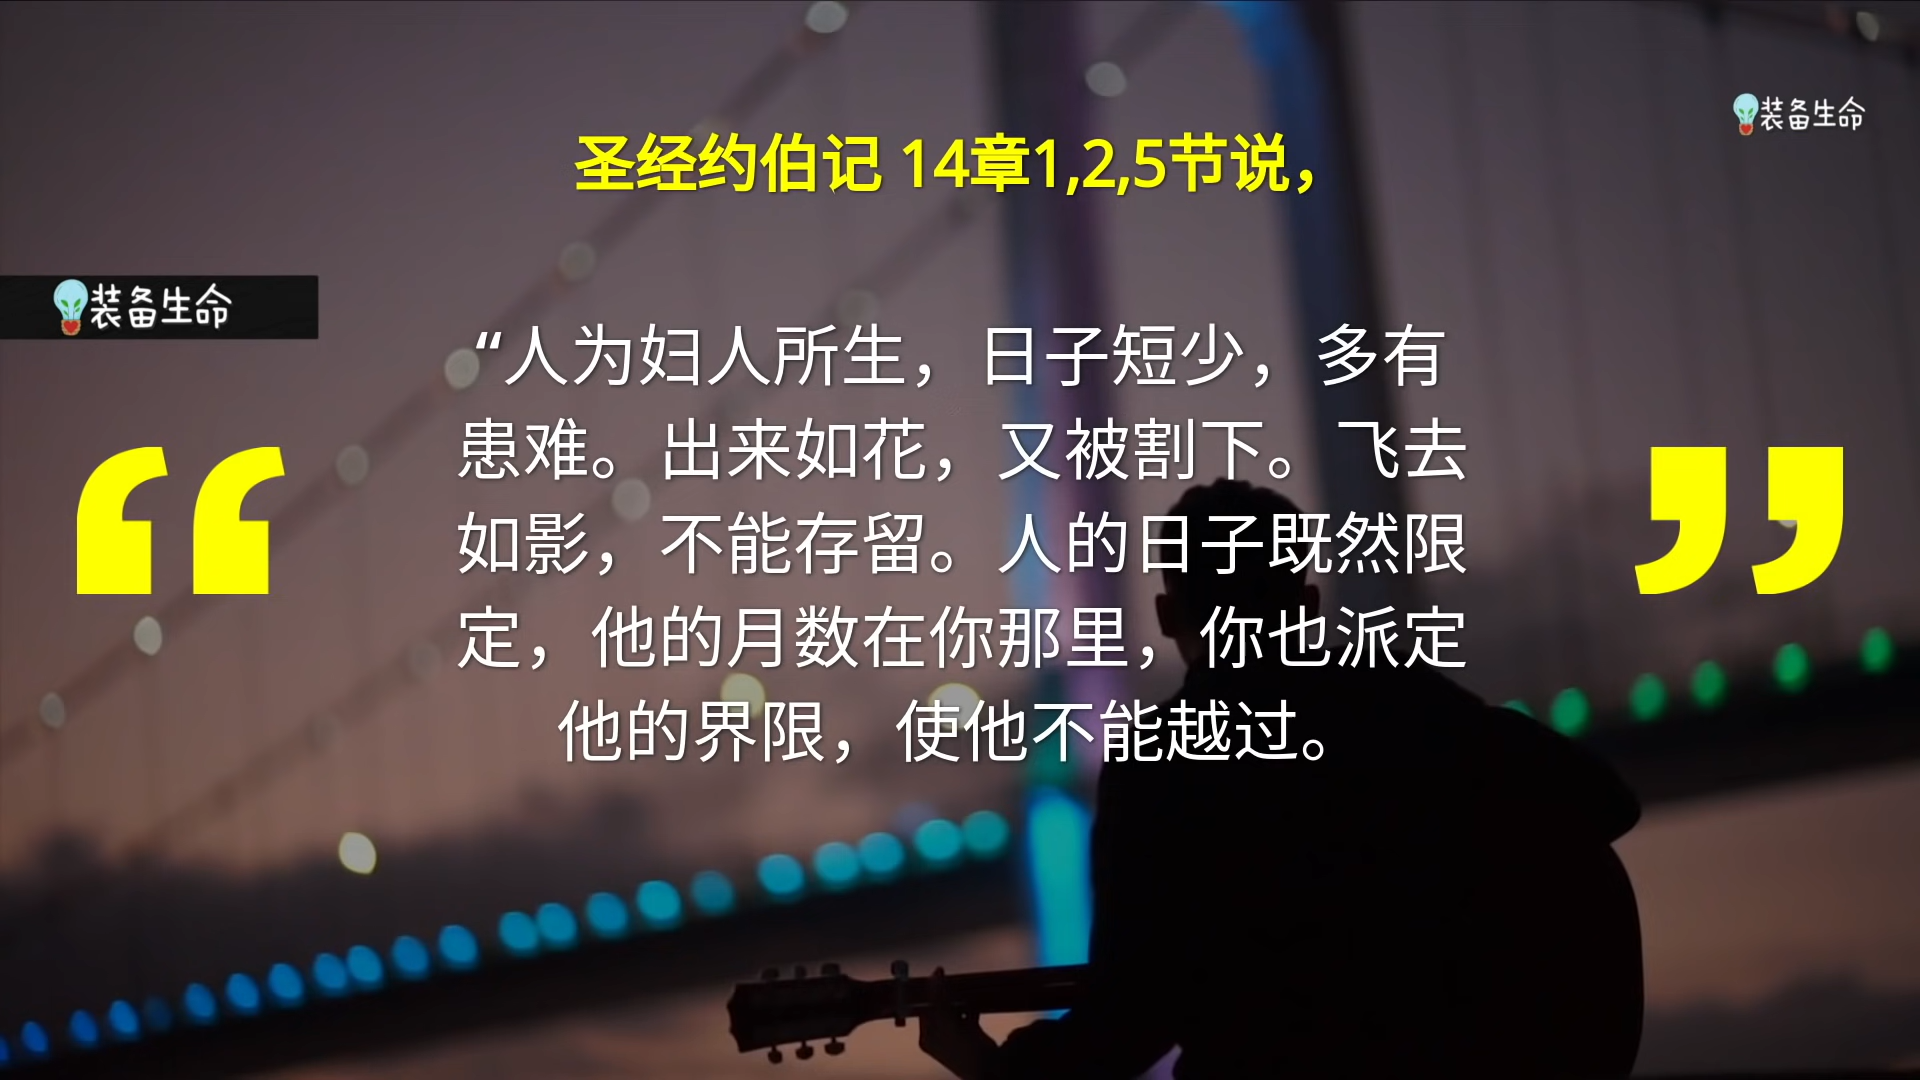 装备生命
圣经约伯记 14章1,2,5节说，
装备生命
“人为妇人所生，日子短少，多有
患难。出来如花，又被割下。飞去
如影，不能存留。人的日子既然限
定，他的月数在你那里，你也派定
他的界限，使他不能越过。
“
”